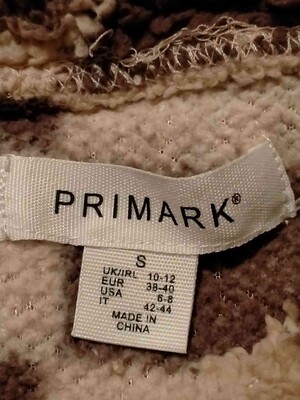 PRIMARK®
S
UK/IRL 10-12
EUR 38-40
USA 6-8
IT 42-44
MADE IN
CHINA